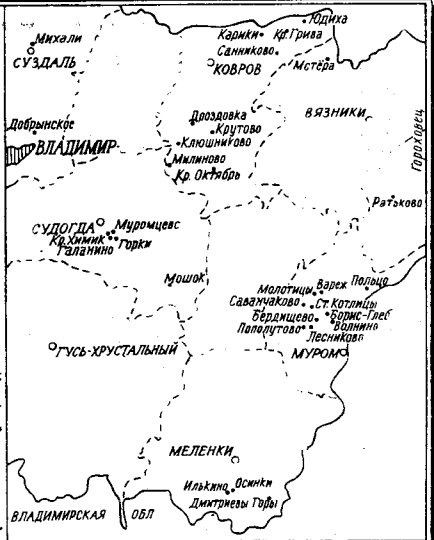 Юдиха
Карики Кр. Грива
Михали
Санниково
СУЗДАЛЬ
КОВРОВ
Мстёра
Дроздовка
ВЯЗНИКИ
Добрынское
Крутово
ВЛАДИМИР
Клюшниково
Гороховец
Милиново
Кр. Октябрь
Ратьково
СУДОГДА
Муромцевс
Кр. Химик
Горки
Галанино
Мошок
Польцо
Молотицы
Вареж
Саванчаково
Ст. Котлицы
Бердищево
Борис-Глеб
Пополутово
Волнино
Лесниково
ГУСЬ-ХРУСТАЛЬНЫЙ
МУРОМ
МЕЛЕНКИ
Илькино
Осинки
Дмитриевы Горы
ВЛАДИМИРСКАЯ ОБЛ